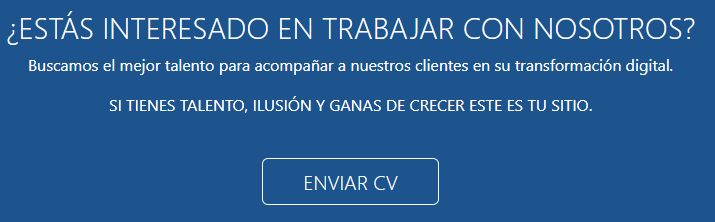 ¿ESTÁS INTERESADO EN TRABAJAR CON NOSOTROS?
Buscamos el mejor talento para acompañar a nuestros clientes en su transformación digital.
SI TIENES TALENTO, ILUSIÓN Y GANAS DE CRECER ESTE ES TU SITIO.
ENVIAR CV